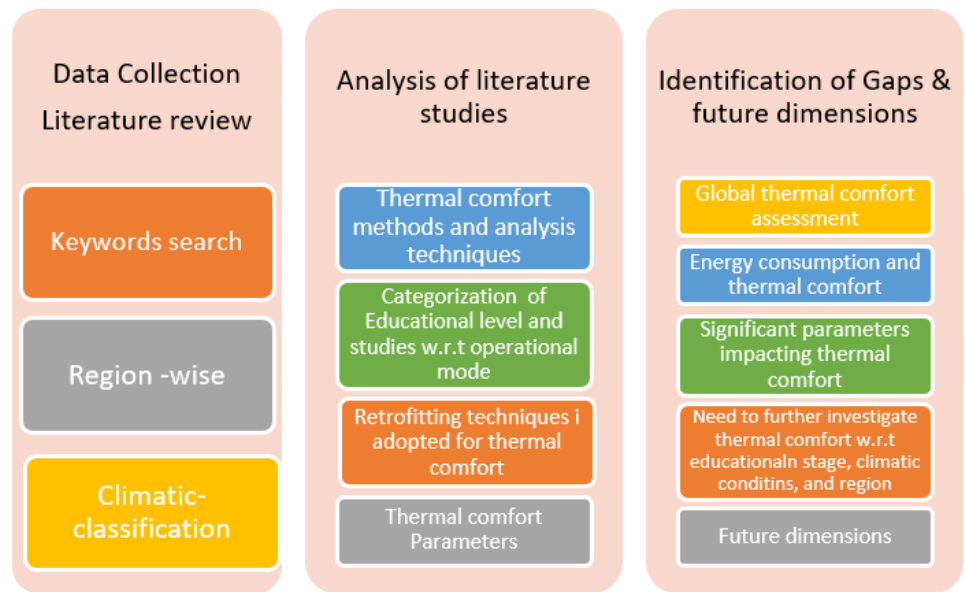 Data Collection
Literature review
Keywords search
Region -wise
Climatic-
classification
Analysis of literature
studies
Thermal comfort
methods and analysis
techniques
Categorization of
Educational level and
studies w.r.t operational
mode
Retrofitting techniques i
adopted for thermal
comfort
Thermal comfort
Parameters
Identification of Gaps &
future dimensions
Global thermal comfort
assessment
Energy consumption and
thermal comfort
Significant parameters
impacting thermal
comfort
Need to further investigate
thermal comfort w.r.t
educationaln stage, climatic
conditins, and region
Future dimensions